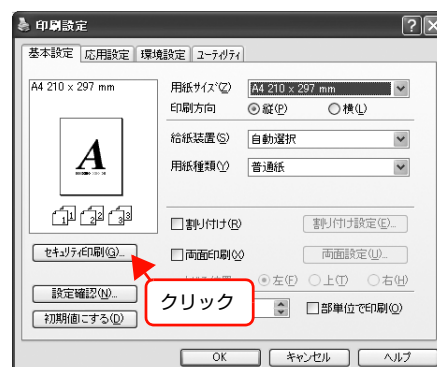 印刷設定
基本設定 応用設定 環境設定 ユーティリティ
A4 210 x 297 mm
用紙サイズ(Z) A4 210 x 297 mm
印刷方向 縦(P) 横(L)
給紙装置(S) 自動選択
用紙種類(Y) 普通紙
A
1 2 3
1 2 3
割り付け(R) 割り付け設定(E)...
セキュリティ印刷(G)... 両面印刷(X) 両面設定(U)...
左(F) 上(T) 右(H)
設定確認(N)... クリック 部単位で印刷(O)
初期値にする(D)
OK キャンセル ヘルプ